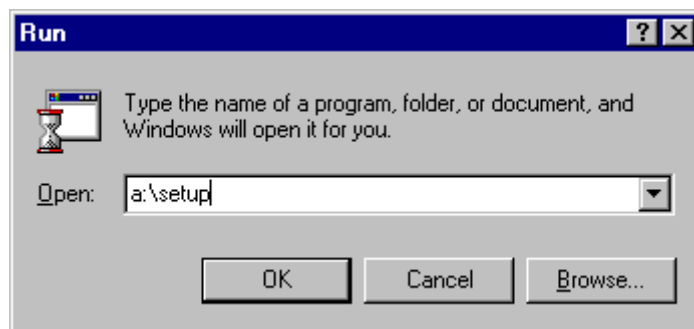 Run
Type the name of a program, folder, or document, and
Windows will open it for you.
Open: a:\setup
OK Cancel Browse...